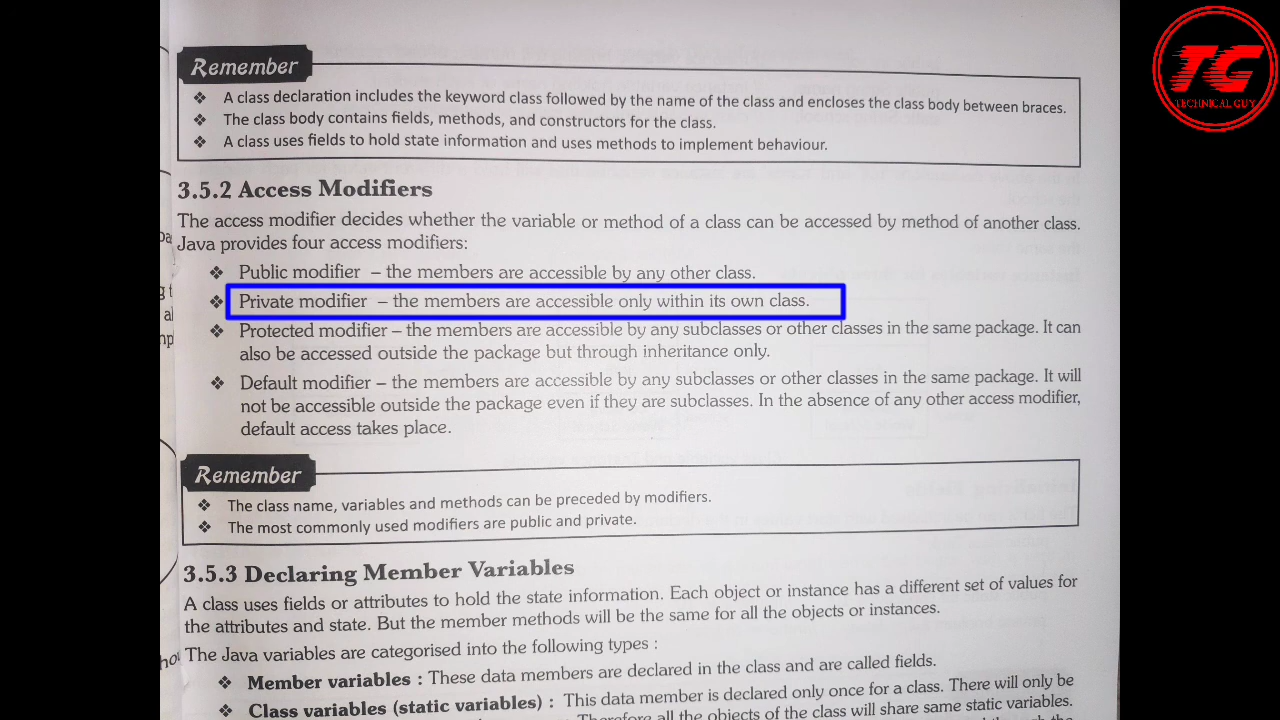 Remember
❖ A class declaration includes the keyword class followed by the name of the class and encloses the class body between braces.
❖ The class body contains fields, methods, and constructors for the class.
❖ A class uses fields to hold state information and uses methods to implement behaviour.
3.5.2 Access Modifiers
The access modifier decides whether the variable or method of a class can be accessed by method of another class.
Java provides four access modifiers:
❖ Public modifier – the members are accessible by any other class.
❖ Private modifier – the members are accessible only within its own class.
❖ Protected modifier – the members are accessible by any subclasses or other classes in the same package. It can
also be accessed outside the package but through inheritance only.
❖ Default modifier – the members are accessible by any subclasses or other classes in the same package. It will
not be accessible outside the package even if they are subclasses. In the absence of any other access modifier,
default access takes place.
Remember
❖ The class name, variables and methods can be preceded by modifiers.
❖ The most commonly used modifiers are public and private.
3.5.3 Declaring Member Variables
A class uses fields or attributes to hold the state information. Each object or instance has a different set of values for
the attributes and state. But the member methods will be the same for all the objects or instances.
The Java variables are categorised into the following types :
❖ Member variables : These data members are declared in the class and are called fields.
❖ Class variables (static variables) : This data member is declared only once for a class. There will only be
Therefore all the objects of the class will share same static variables.
TG
TECHNICAL GUY